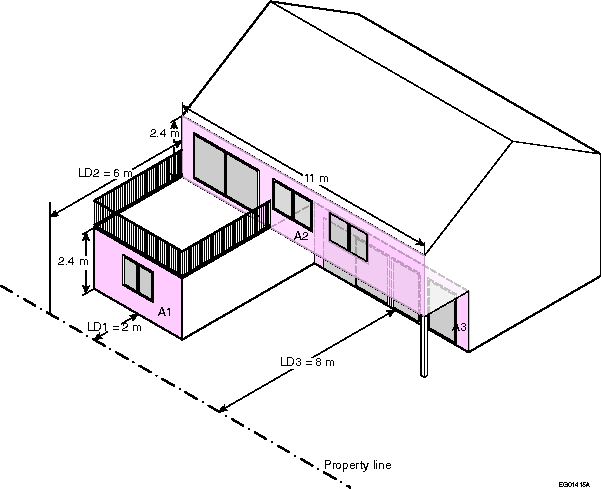 2.4 m
LD2 = 6 m
11 m
A2
2.4 m
A1
A3
LD1 = 2 m
LD3 = 8 m
Property line
EG01415A